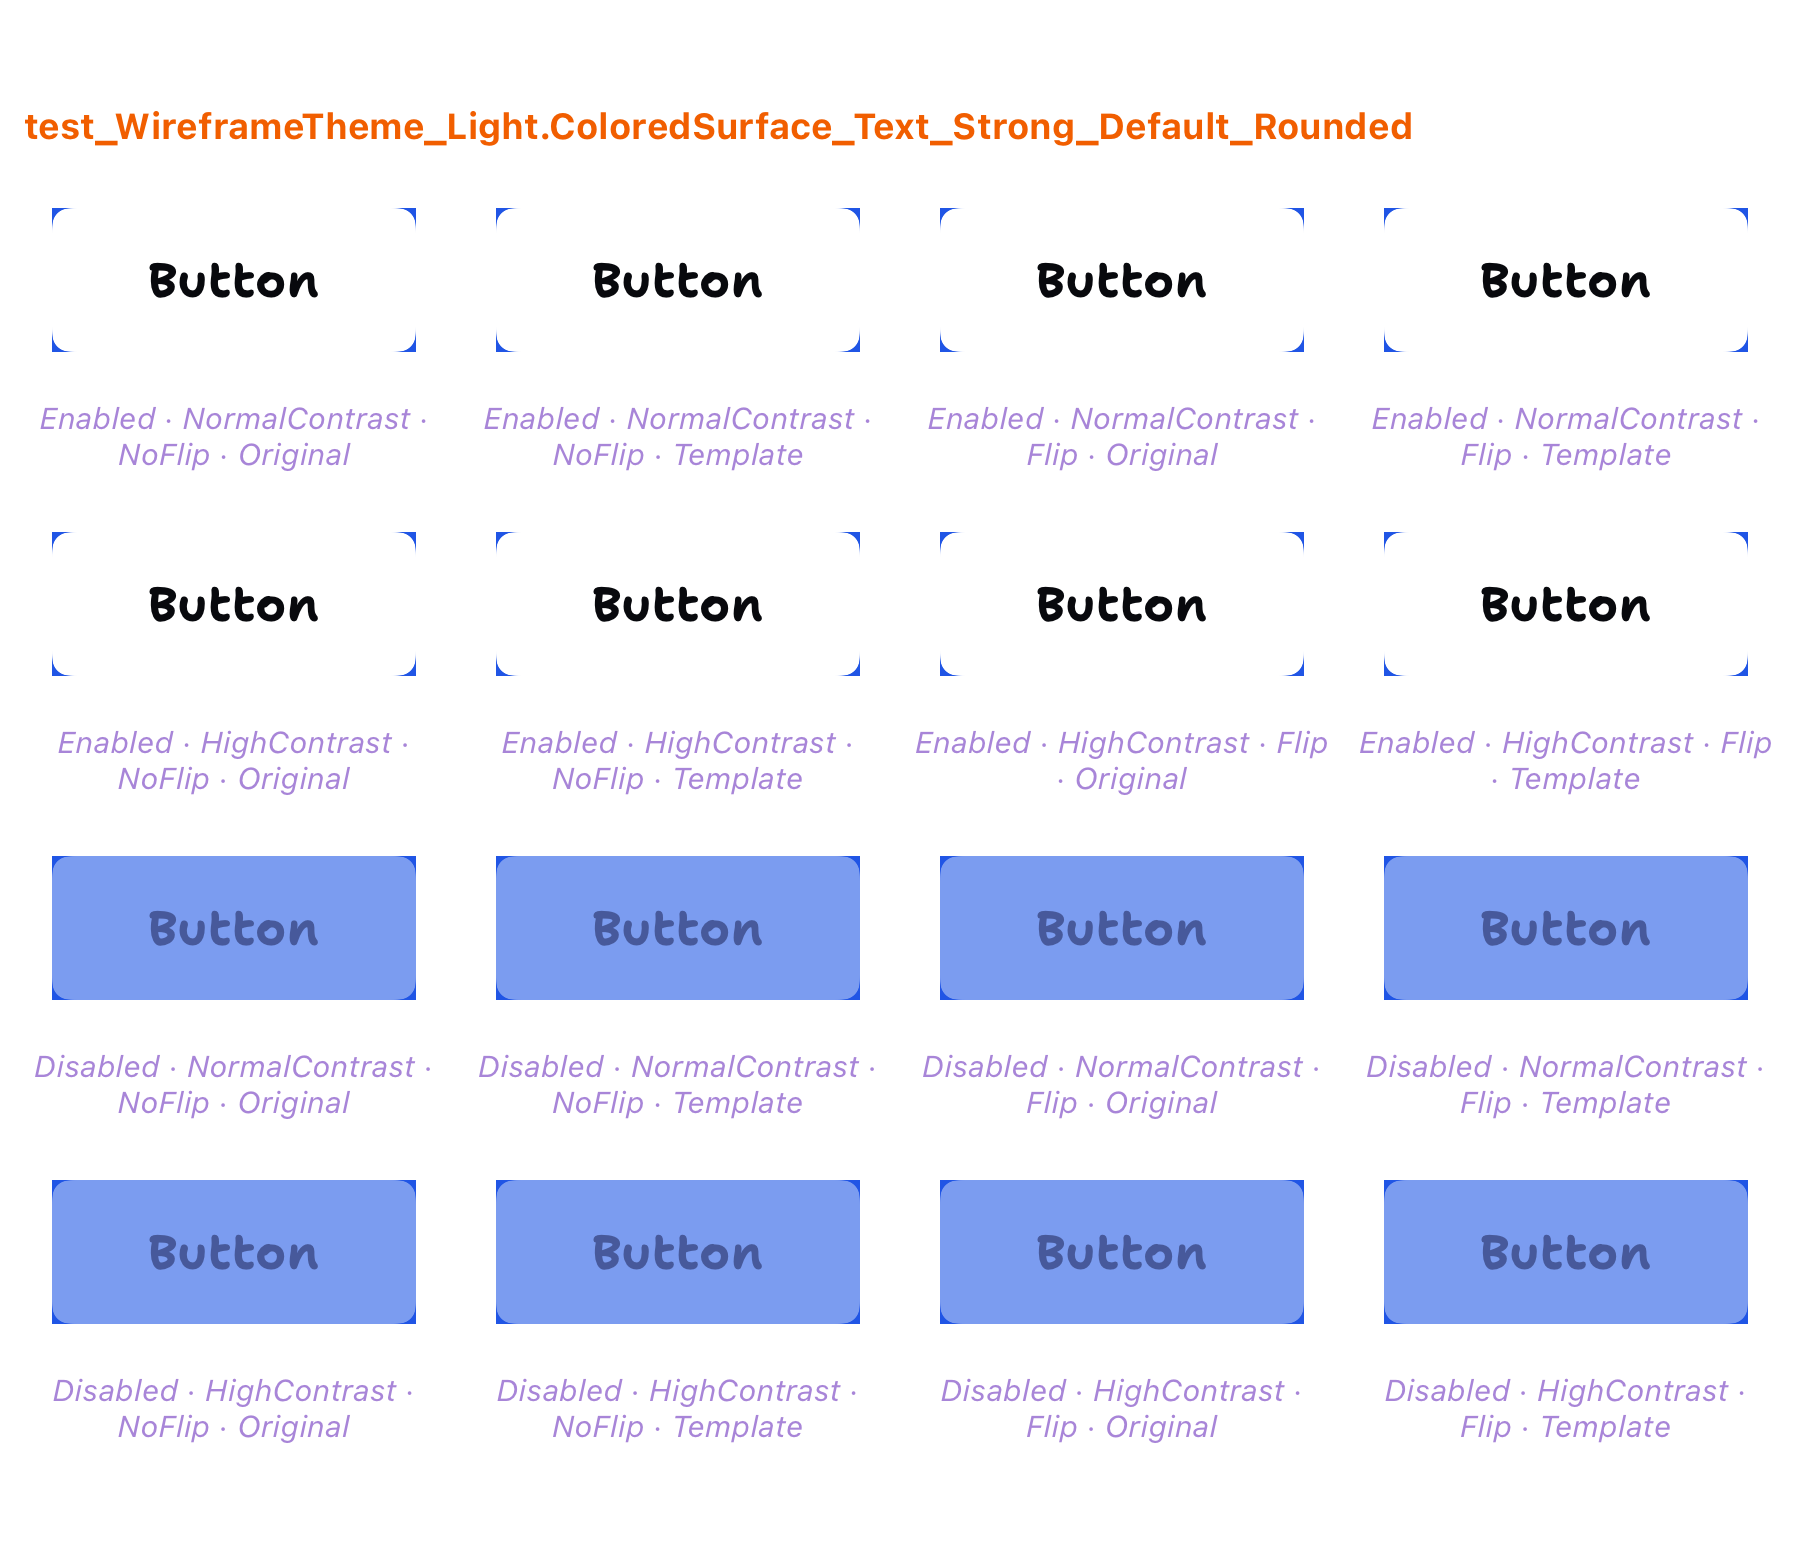 test_WireframeTheme_Light.ColoredSurface_Text_Strong_Default_Rounded
Button
Button
Button
Button
Enabled · NormalContrast ·
NoFlip · Original
Enabled · NormalContrast ·
NoFlip · Template
Enabled · NormalContrast ·
Flip · Original
Enabled · NormalContrast ·
Flip · Template
Button
Button
Button
Button
Enabled · HighContrast ·
NoFlip · Original
Enabled · HighContrast ·
NoFlip · Template
Enabled · HighContrast · Flip
· Original
Enabled · HighContrast · Flip
· Template
Button
Button
Button
Button
Disabled · NormalContrast ·
NoFlip · Original
Disabled · NormalContrast ·
NoFlip · Template
Disabled · NormalContrast ·
Flip · Original
Disabled · NormalContrast ·
Flip · Template
Button
Button
Button
Button
Disabled · HighContrast ·
NoFlip · Original
Disabled · HighContrast ·
NoFlip · Template
Disabled · HighContrast ·
Flip · Original
Disabled · HighContrast ·
Flip · Template